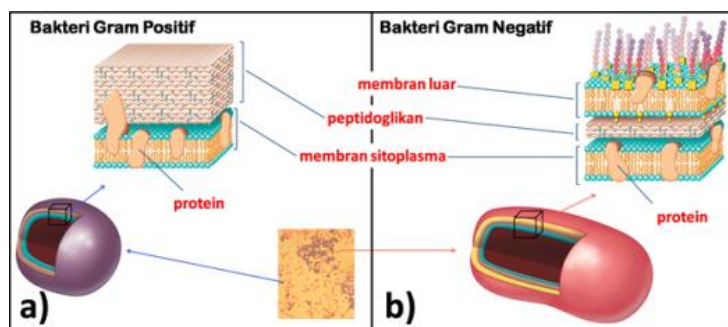 Bakteri Gram Positif
Bakteri Gram Negatif
membran luar
peptidoglikan
membran sitoplasma
protein
protein
a)
b)